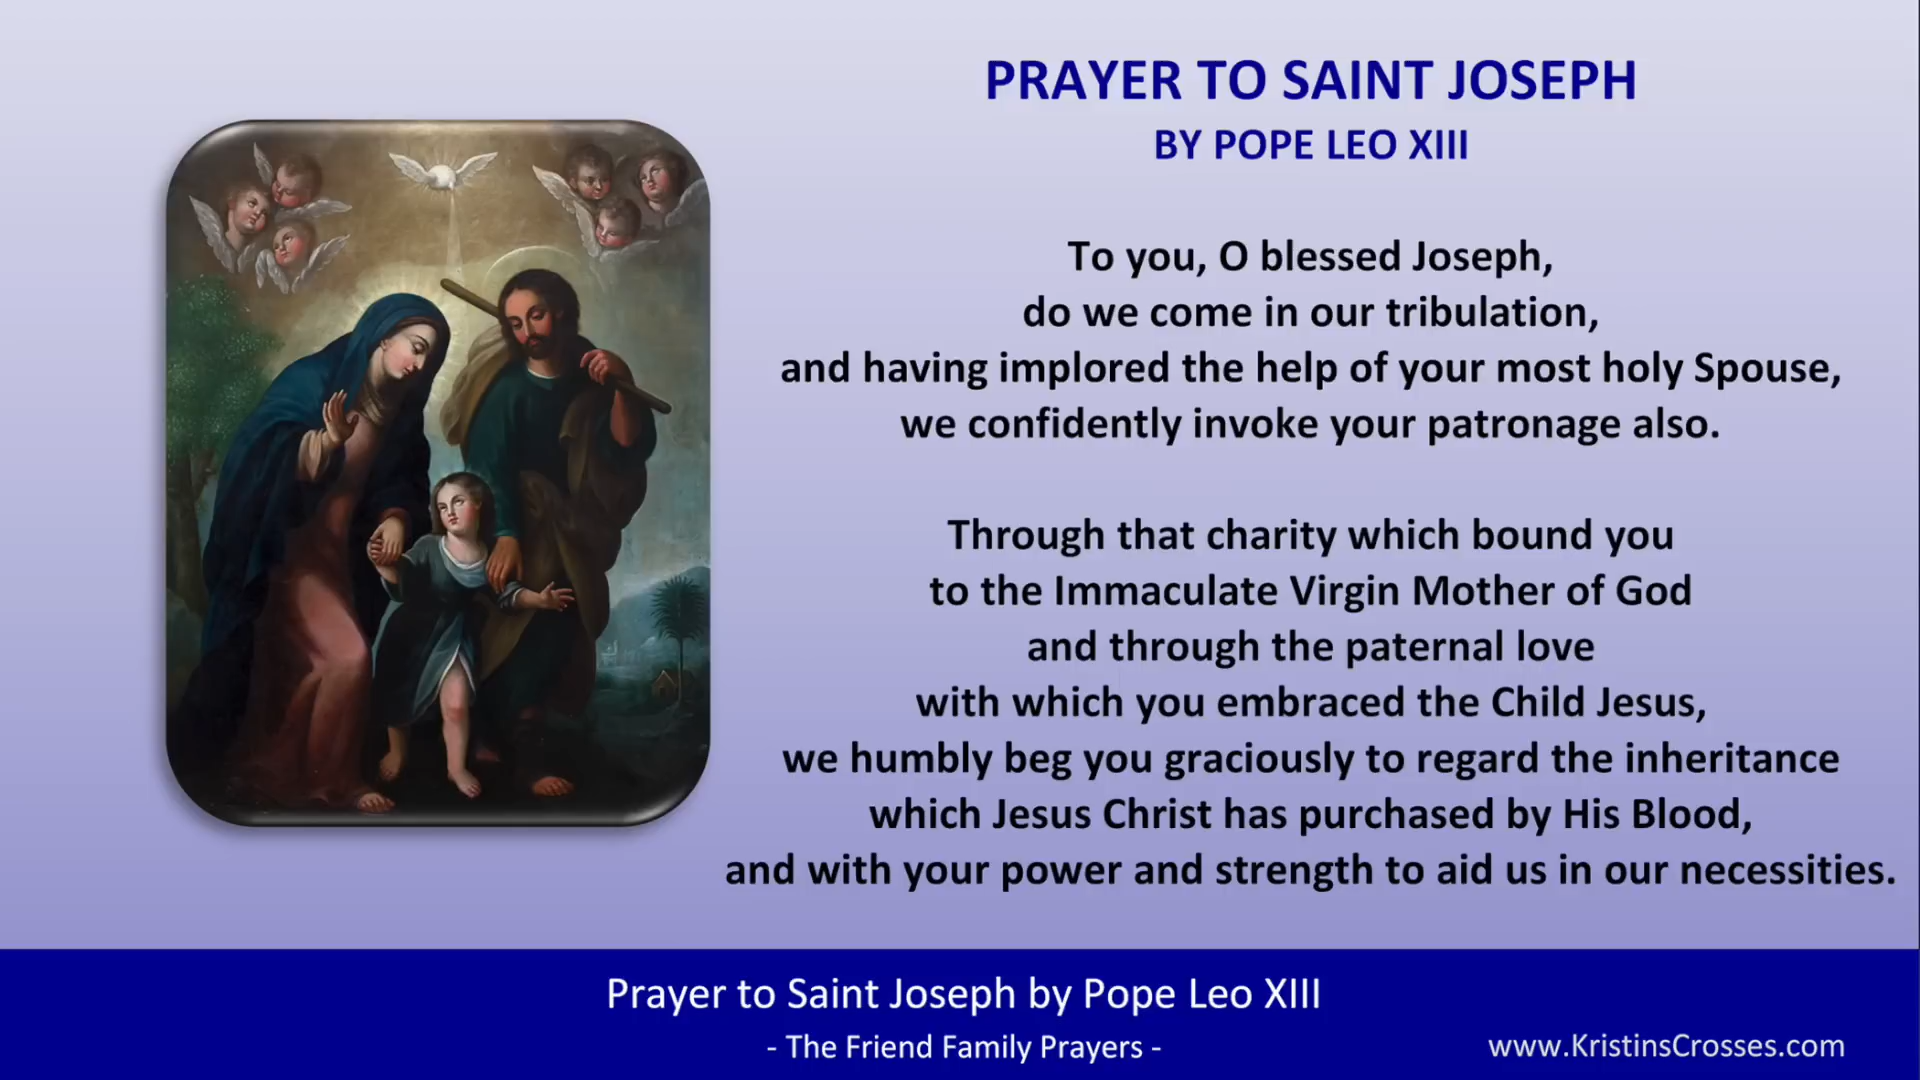 PRAYER TO SAINT JOSEPH
BY POPE LEO XIII
To you, O blessed Joseph,
do we come in our tribulation,
and having implored the help of your most holy Spouse,
we confidently invoke your patronage also.
Through that charity which bound you
to the Immaculate Virgin Mother of God
and through the paternal love
with which you embraced the Child Jesus,
we humbly beg you graciously to regard the inheritance
which Jesus Christ has purchased by His Blood,
and with your power and strength to aid us in our necessities.
Prayer to Saint Joseph by Pope Leo XIII
- The Friend Family Prayers -
www.KristinsCrosses.com